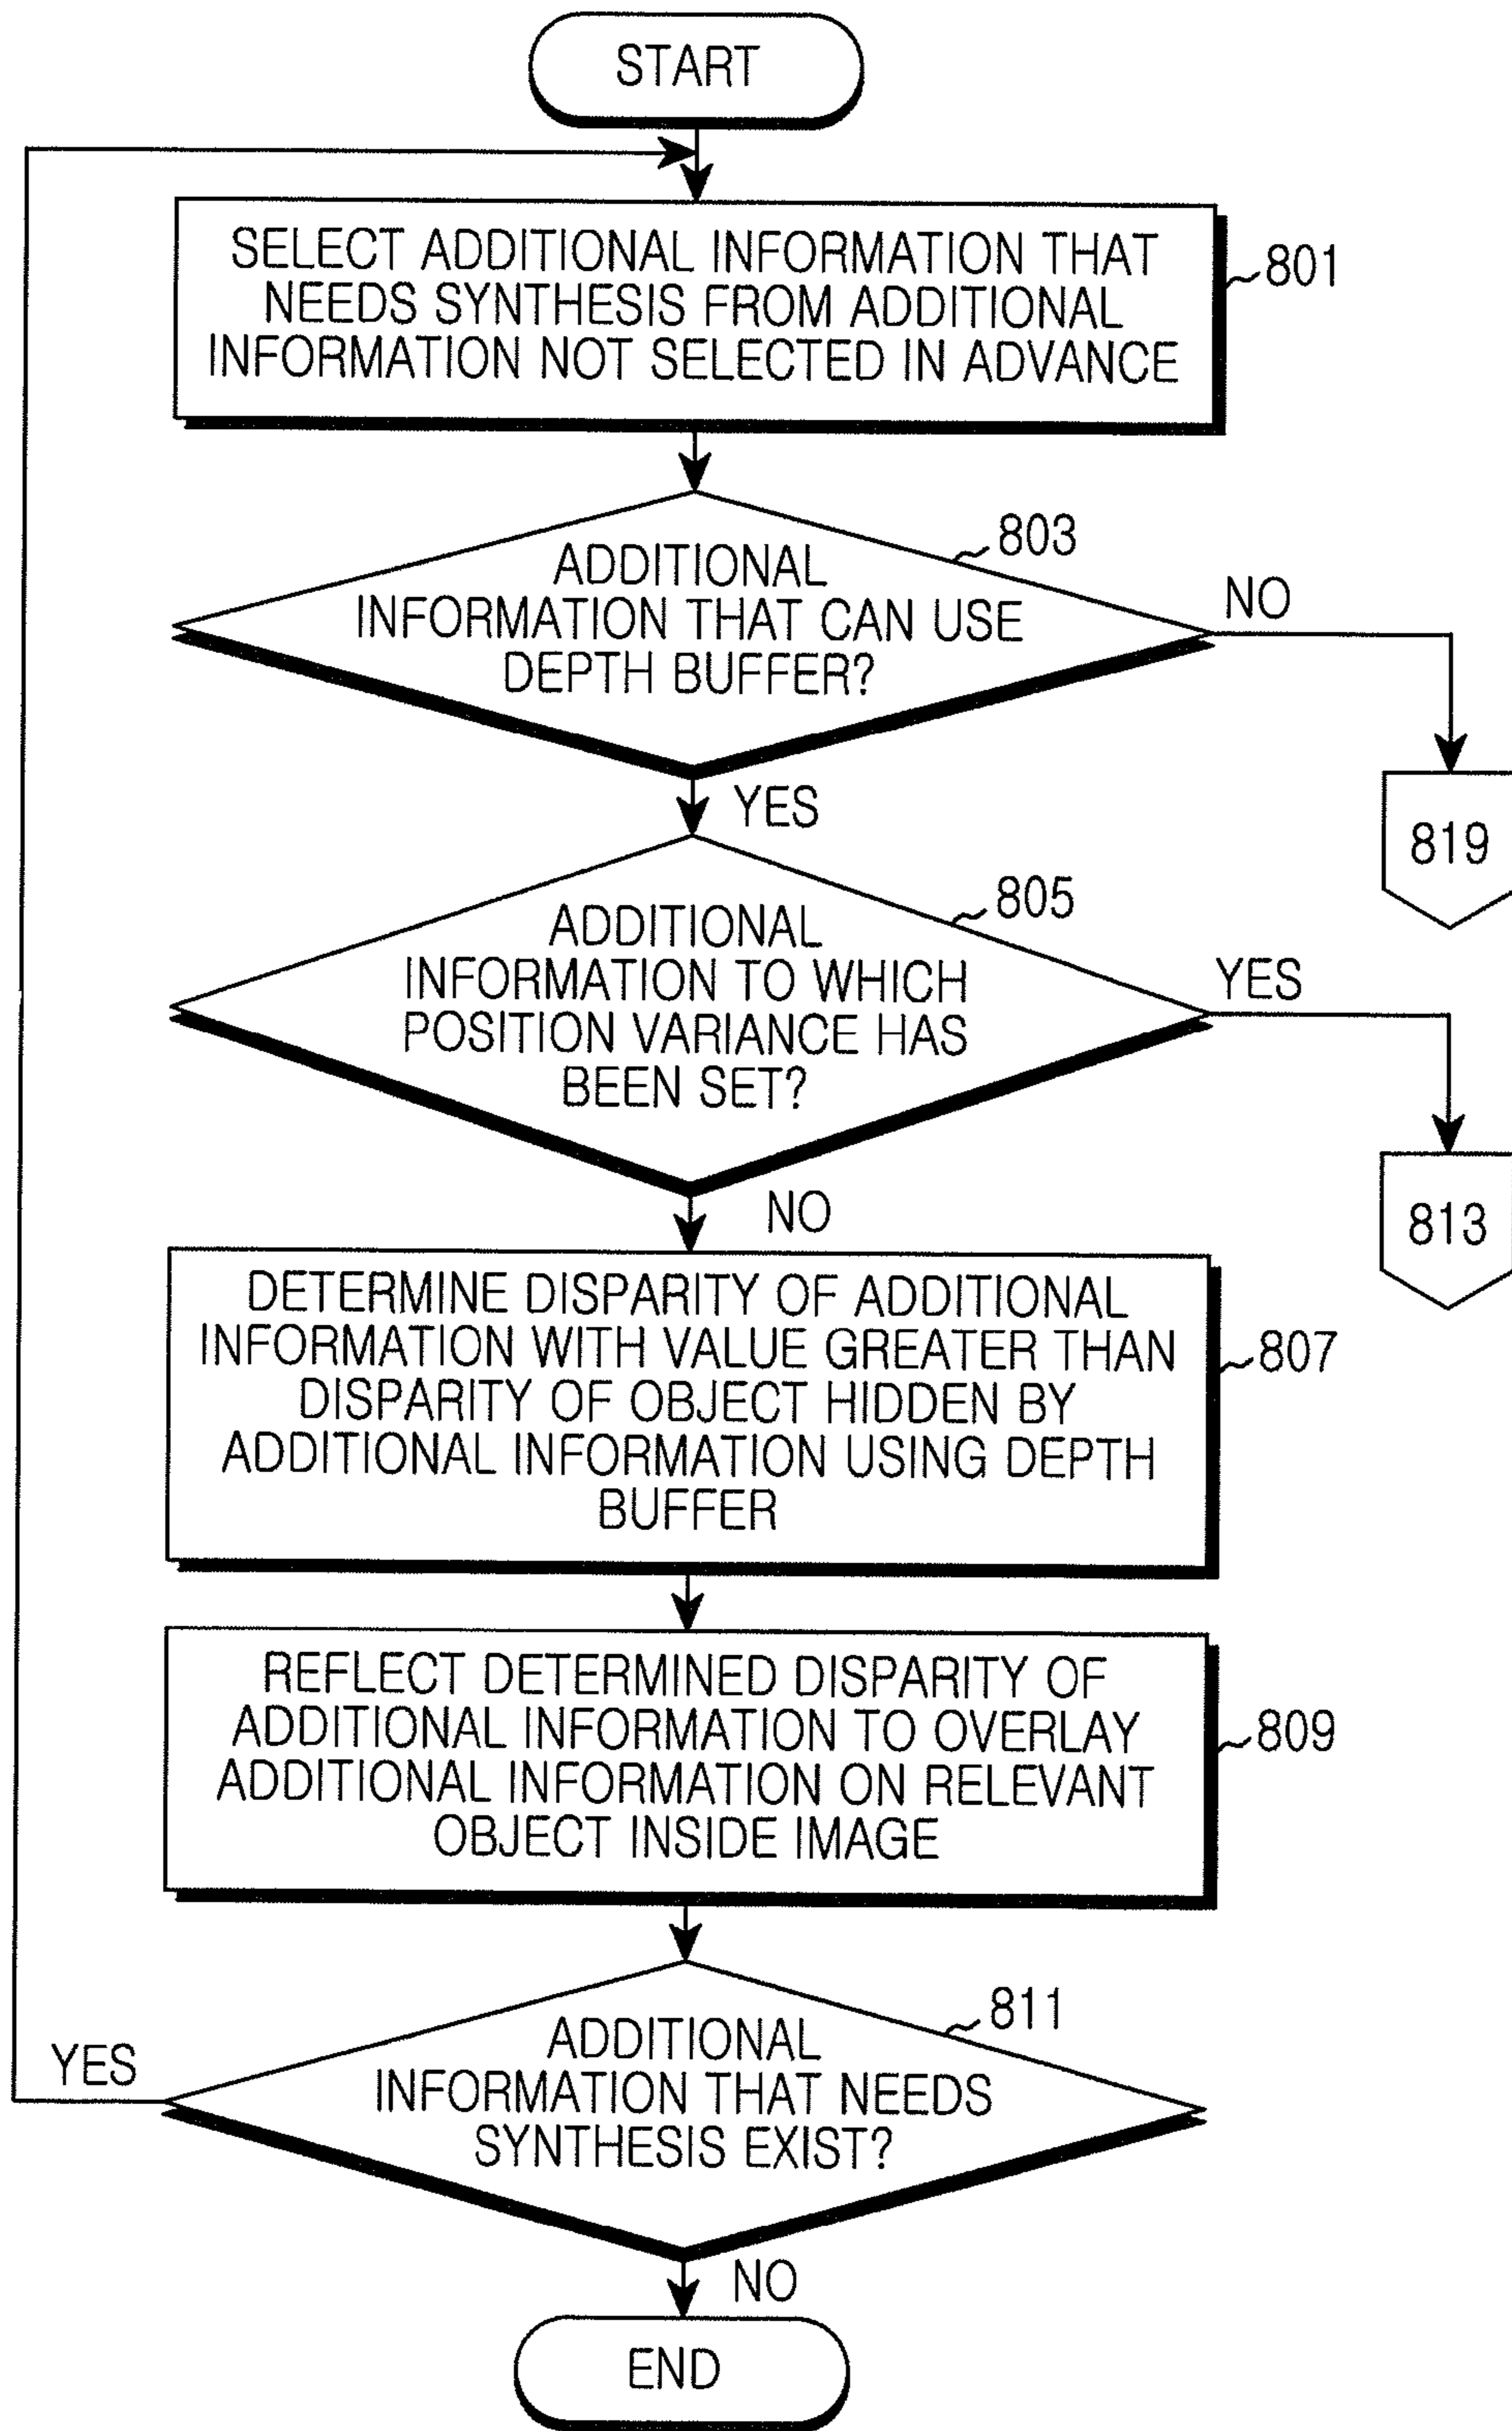 START
SELECT ADDITIONAL INFORMATION THAT
NEEDS SYNTHESIS FROM ADDITIONAL
INFORMATION NOT SELECTED IN ADVANCE
801
ADDITIONAL
INFORMATION THAT CAN USE
DEPTH BUFFER?
803
NO
819
YES
ADDITIONAL
INFORMATION TO WHICH
POSITION VARIANCE HAS
BEEN SET?
805
YES
813
NO
DETERMINE DISPARITY OF ADDITIONAL
INFORMATION WITH VALUE GREATER THAN
DISPARITY OF OBJECT HIDDEN BY
ADDITIONAL INFORMATION USING DEPTH
BUFFER
807
REFLECT DETERMINED DISPARITY OF
ADDITIONAL INFORMATION TO OVERLAY
ADDITIONAL INFORMATION ON RELEVANT
OBJECT INSIDE IMAGE
809
ADDITIONAL
INFORMATION THAT NEEDS
SYNTHESIS EXIST?
811
YES
NO
END